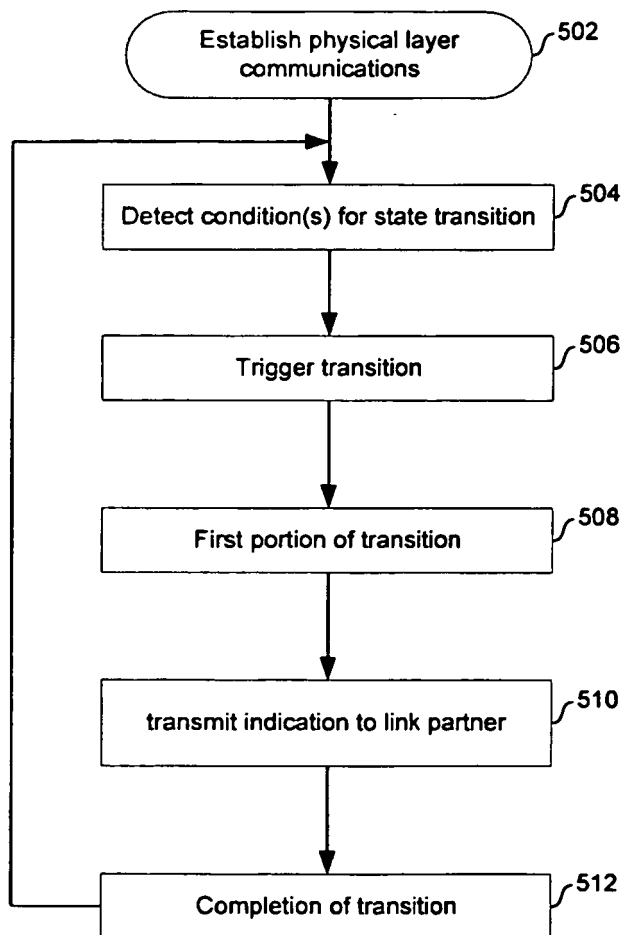 Establish physical layer
communications
502
504
Detect condition(s) for state transition
506
Trigger transition
508
First portion of transition
510
transmit indication to link partner
512
Completion of transition